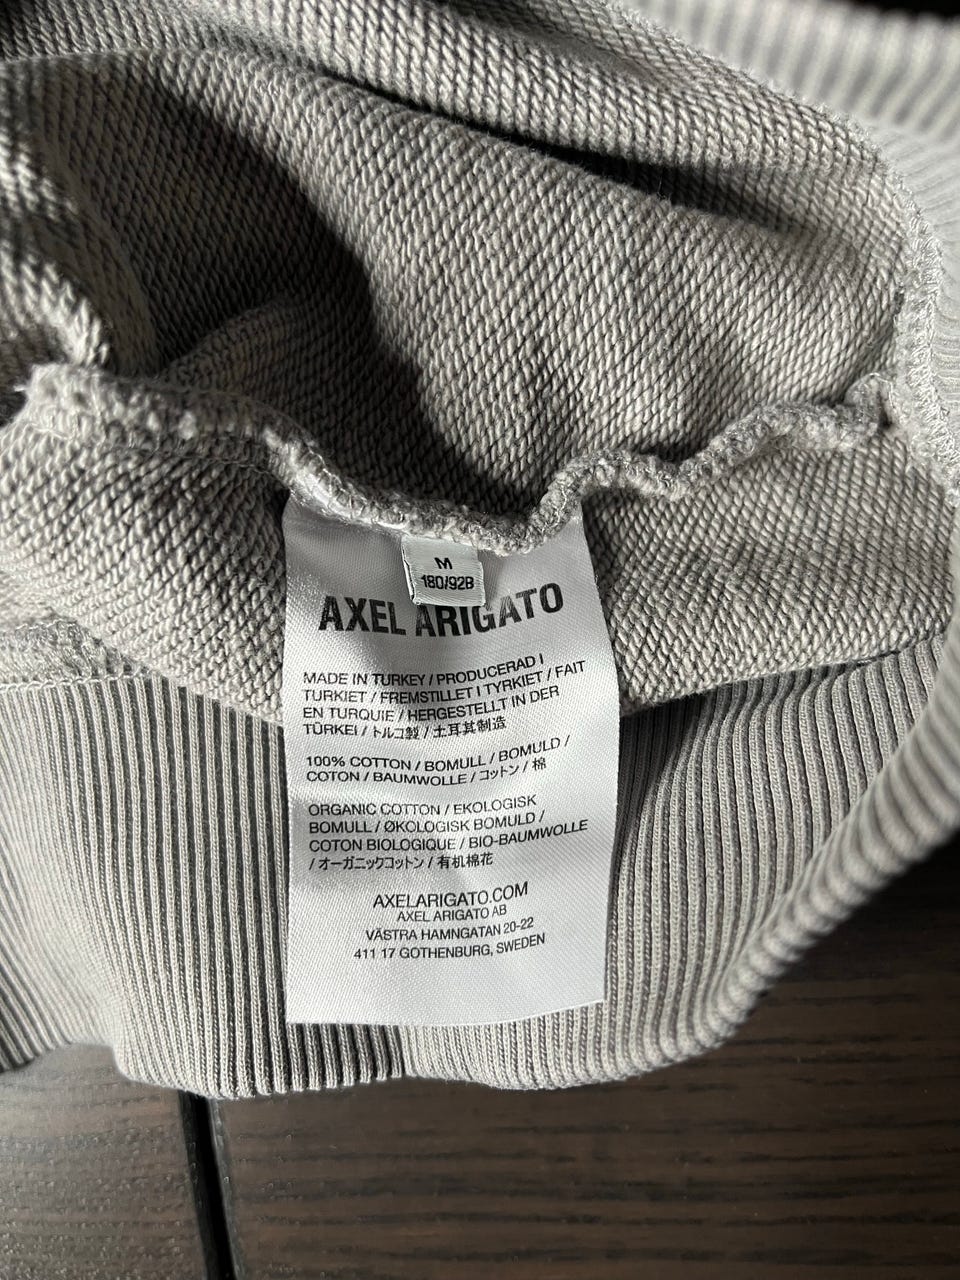 M
180/92B
AXEL ARIGATO
MADE IN TURKEY / PRODUCERAD I
TURKIET / FREMSTILLET I TYRKIET / FAIT
EN TURQUIE / HERGESTELLT IN DER
TÜRKEI / トルコ製 / 土耳其制造
100% COTTON / BOMULL / BOMULD /
COTON / BAUMWOLLE / コットン / 棉
ORGANIC COTTON / EKOLOGISK
BOMULL / ØKOLOGISK BOMULD /
COTON BIOLOGIQUE / BIO-BAUMWOLLE
/ オーガニックコットン / 有机棉花
AXELARIGATO.COM
AXEL ARIGATO AB
VÄSTRA HAMNGATAN 20-22
411 17 GOTHENBURG, SWEDEN